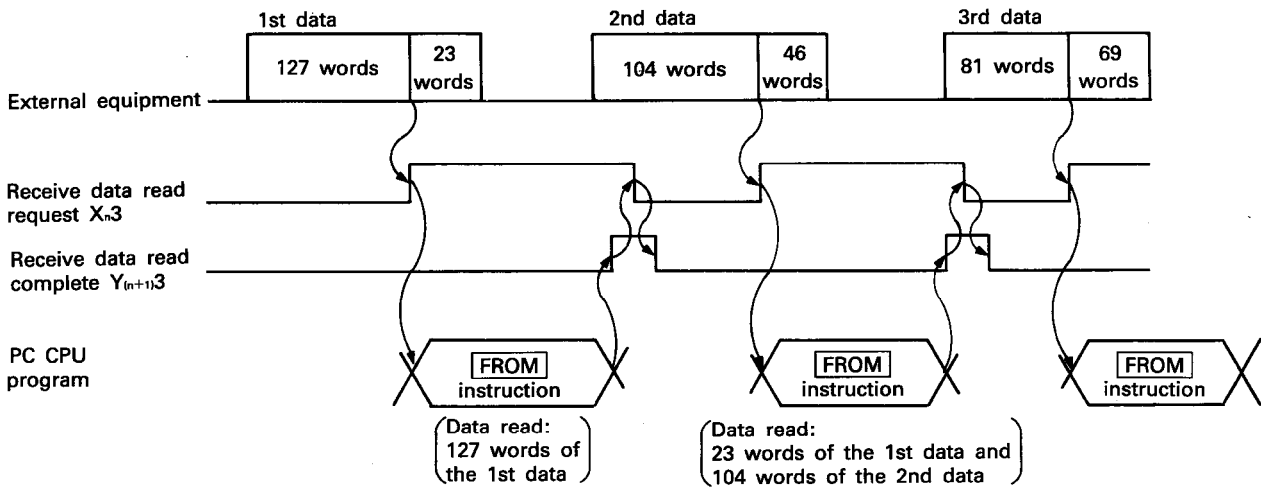 1st data
2nd data
3rd data
127 words
23 words
104 words
46 words
81 words
69 words
External equipment
Receive data read
request Xn3
Receive data read
complete Y(n+1)3
PC CPU
program
FROM
instruction
FROM
instruction
FROM
instruction
(Data read:
127 words of
the 1st data)
(Data read:
23 words of the 1st data and
104 words of the 2nd data)